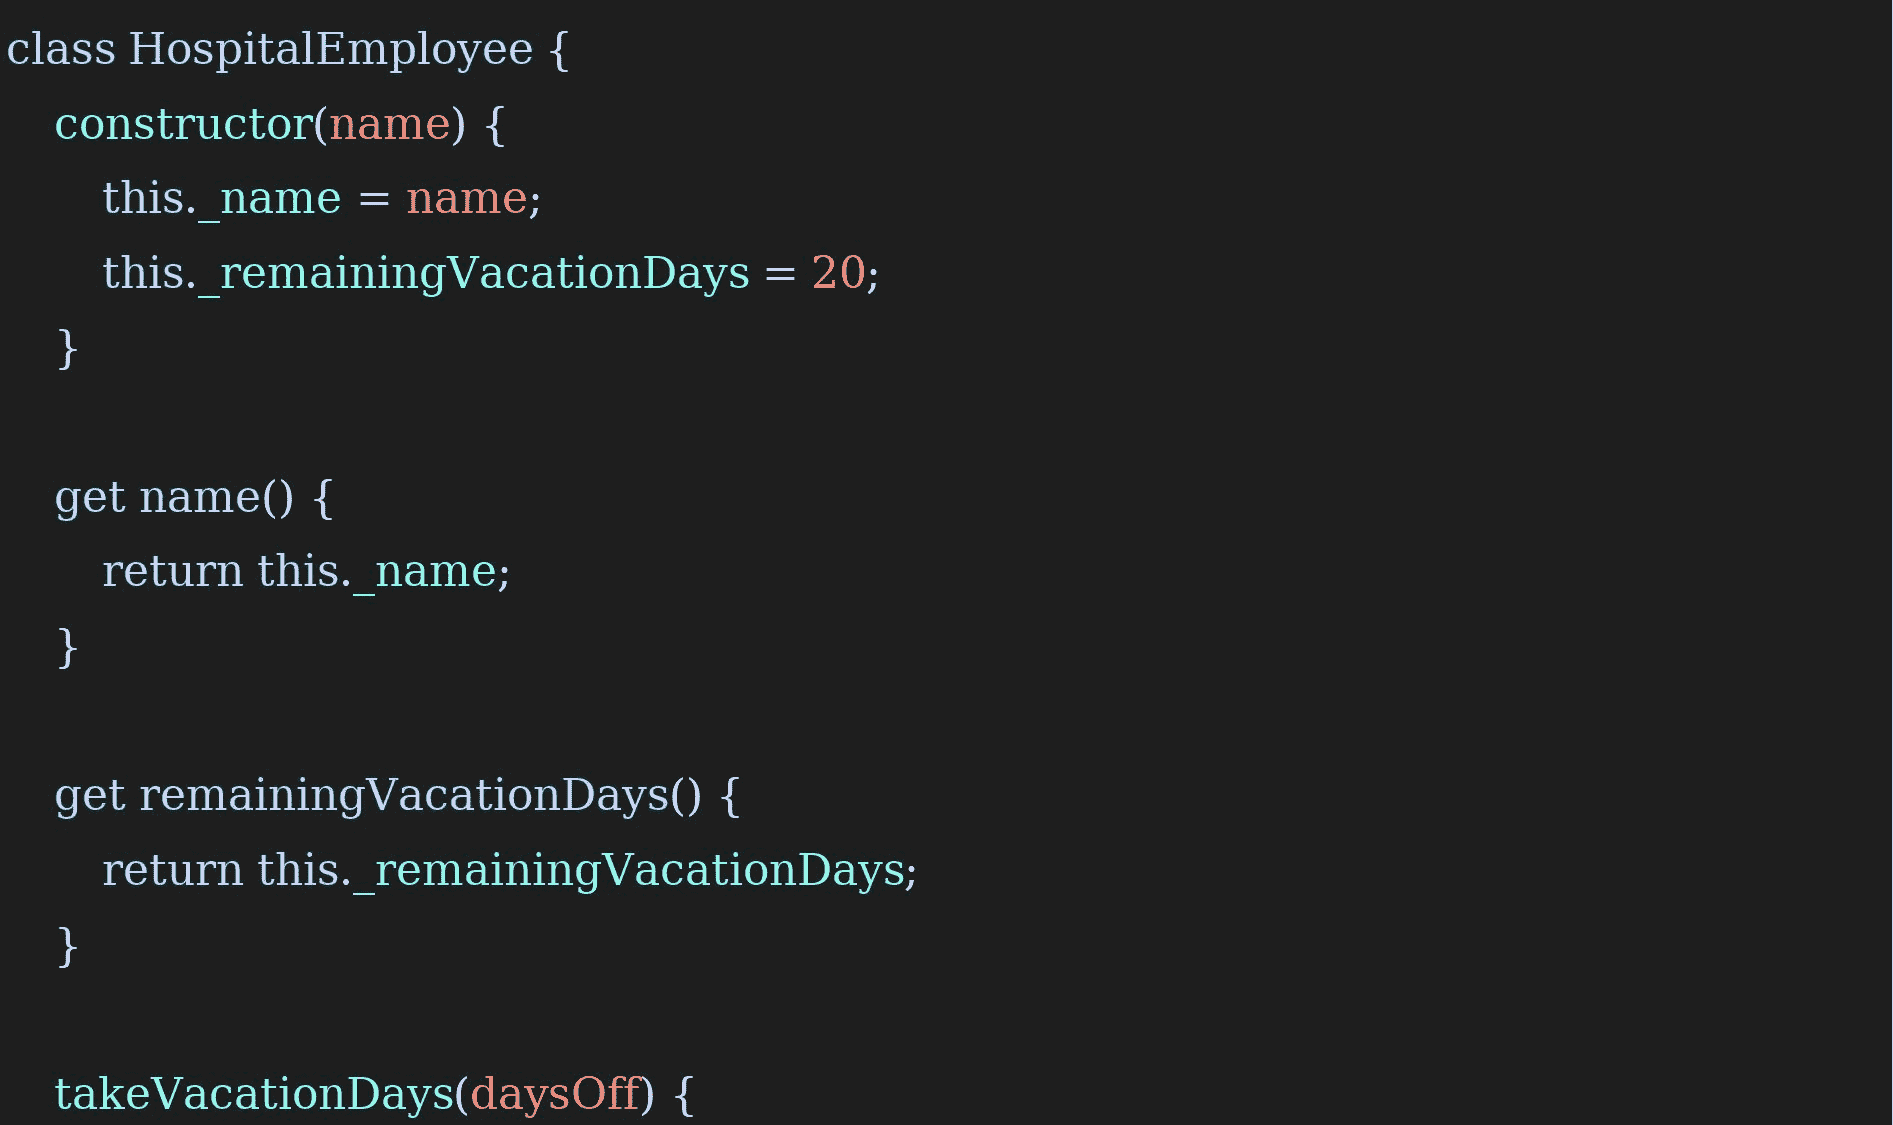 class HospitalEmployee {
constructor(name) {
this._name = name;
this._remainingVacationDays = 20;
}
get name() {
return this._name;
}
get remainingVacationDays() {
return this._remainingVacationDays;
}
takeVacationDays(daysOff) {